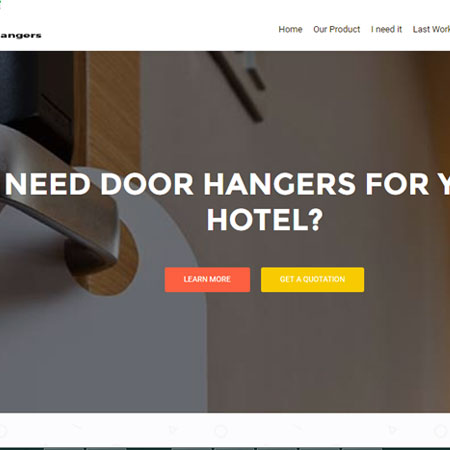 angers
Home Our Product I need it Last Work
NEED DOOR HANGERS FOR Y
HOTEL?
LEARN MORE GET A QUOTATION